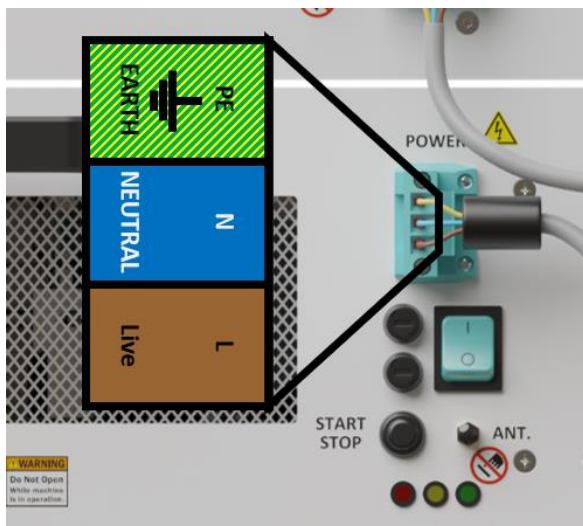 PE
EARTH
N
NEUTRAL
L
Live
POWER
I
O
START
STOP
ANT.
WARNING
Do Not Open
While machine
is in operation.